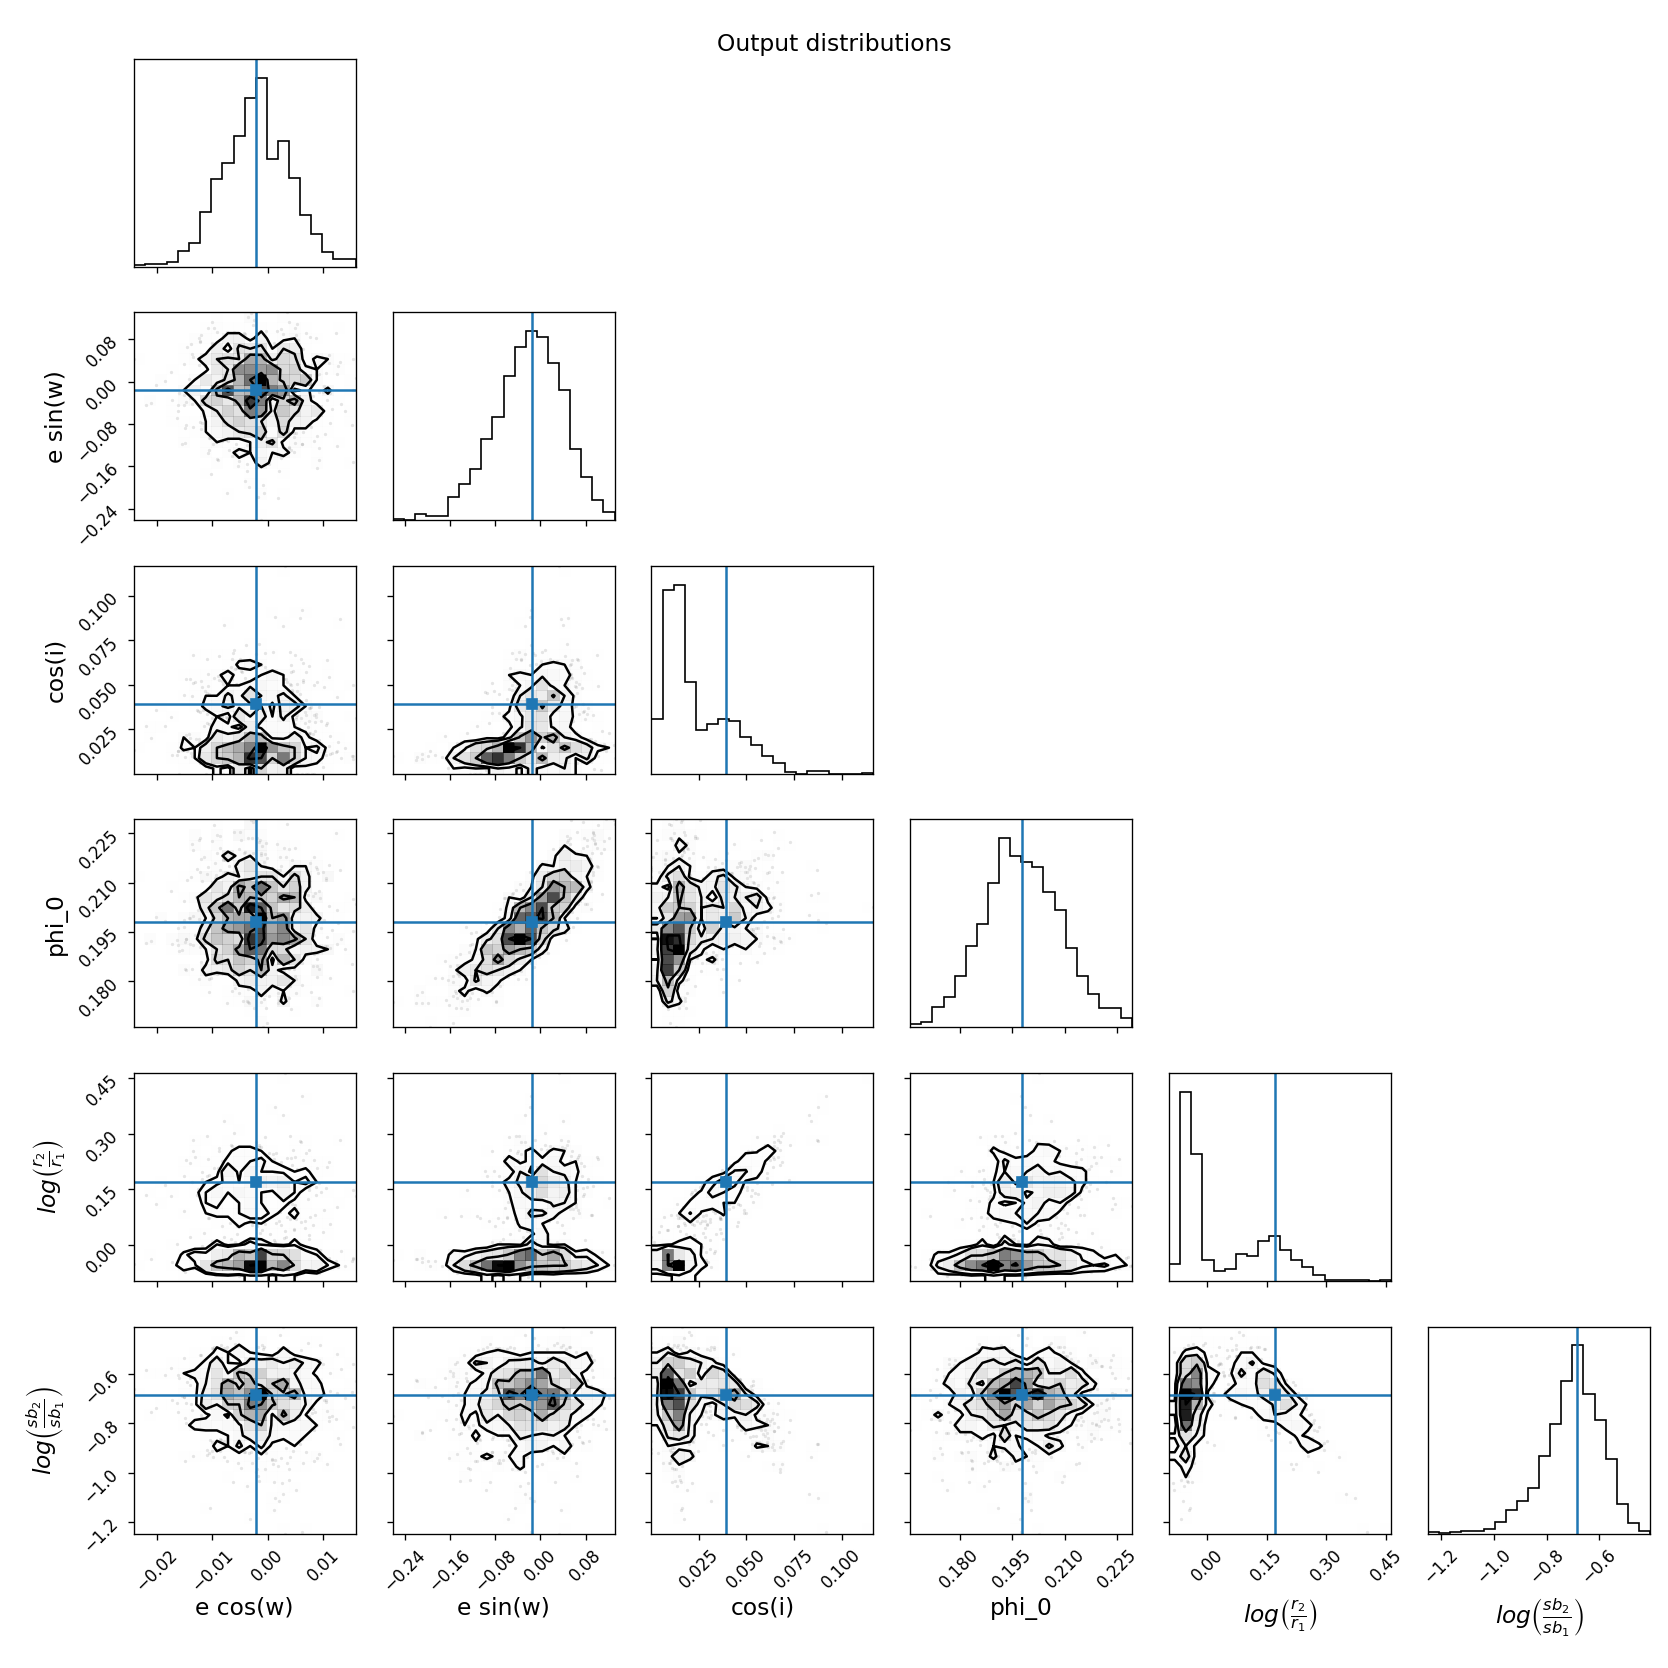 Output distributions
e sin(w)
0.08
0.00
−0.08
−0.16
−0.24
cos(i)
0.100
0.075
0.050
0.025
phi_0
0.225
0.210
0.195
0.180
log(r2/r1)
0.45
0.30
0.15
0.00
log(sb2/sb1)
−0.6
−0.8
−1.0
−1.2
−0.02 −0.01 0.00 0.01 −0.24 −0.16 −0.08 0.00 0.08 0.025 0.050 0.075 0.100 0.180 0.195 0.210 0.225 0.00 0.15 0.30 0.45 −1.2 −1.0 −0.8 −0.6
e cos(w) e sin(w) cos(i) phi_0 log(r2/r1) log(sb2/sb1)